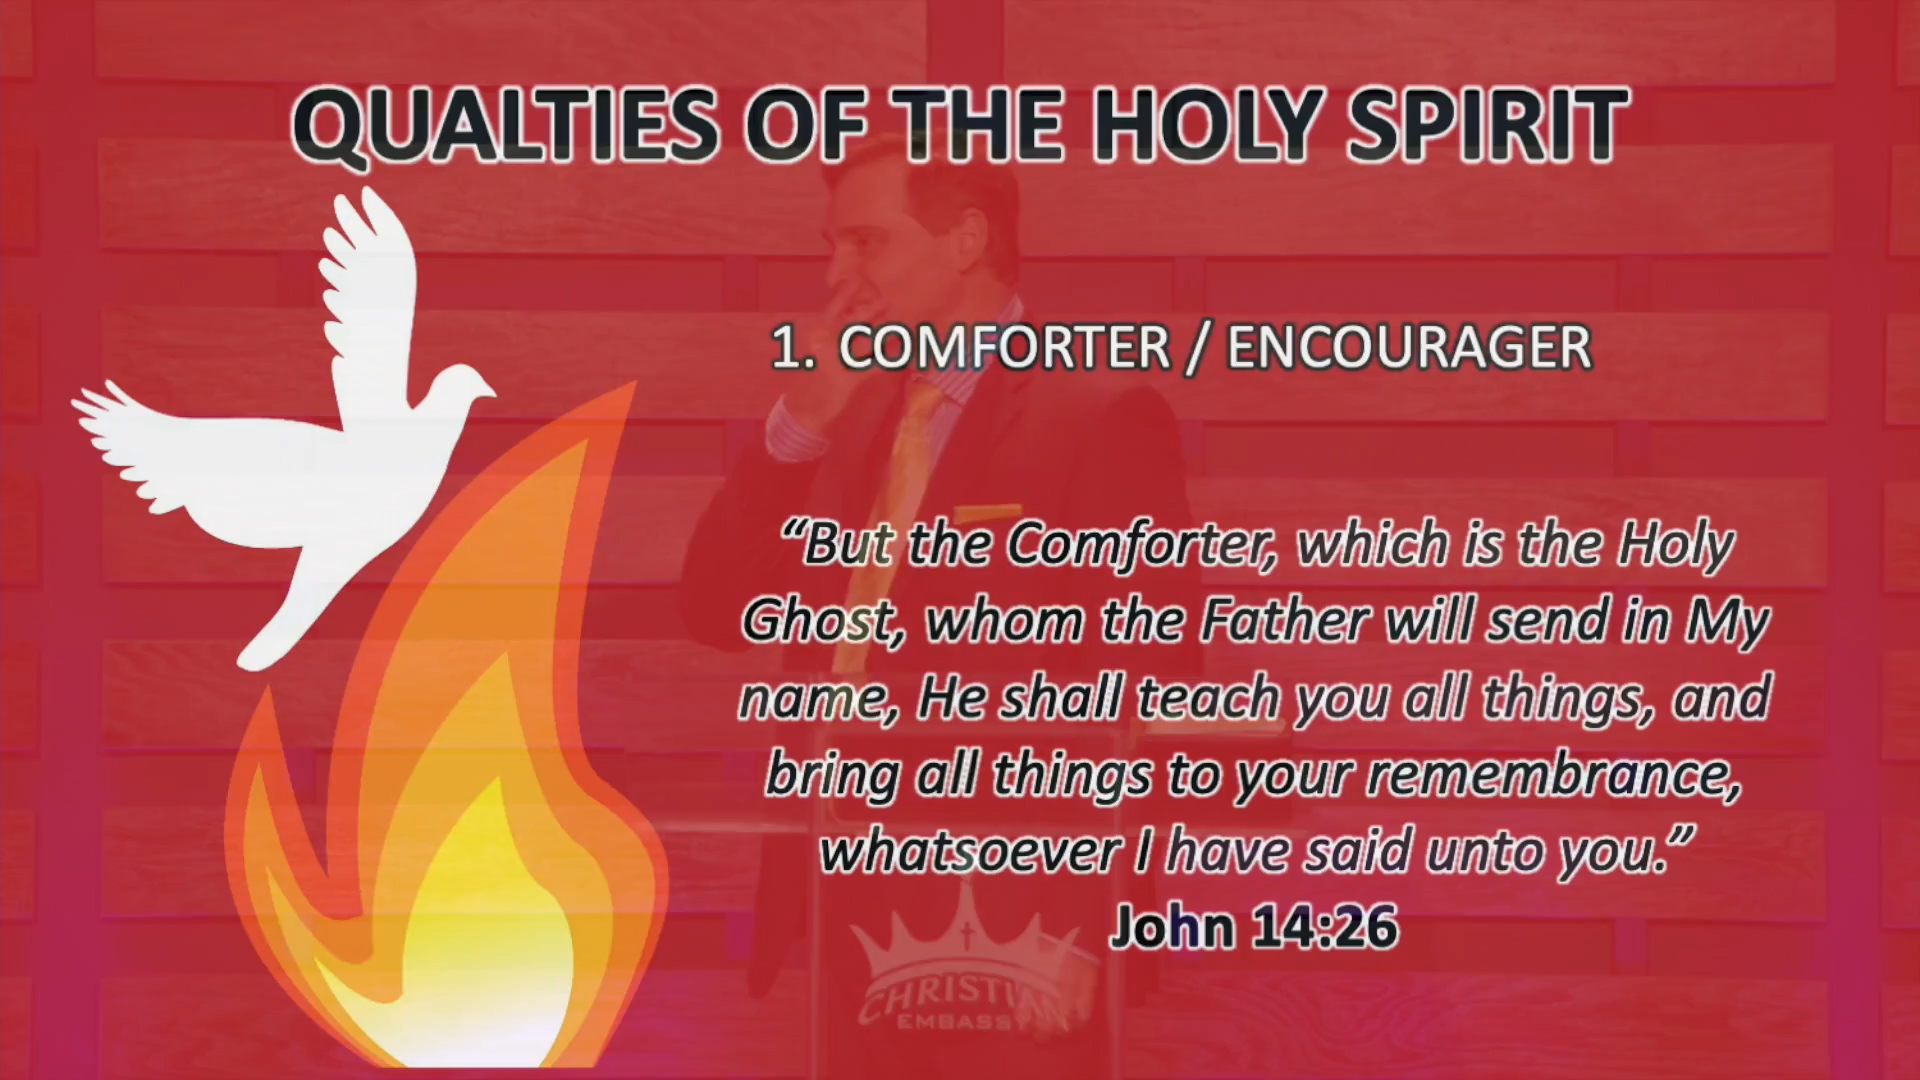 QUALTIES OF THE HOLY SPIRIT
1. COMFORTER / ENCOURAGER
“But the Comforter, which is the Holy
Ghost, whom the Father will send in My
name, He shall teach you all things, and
bring all things to your remembrance,
whatsoever I have said unto you.”
John 14:26
CHRISTIAN
EMBASSY